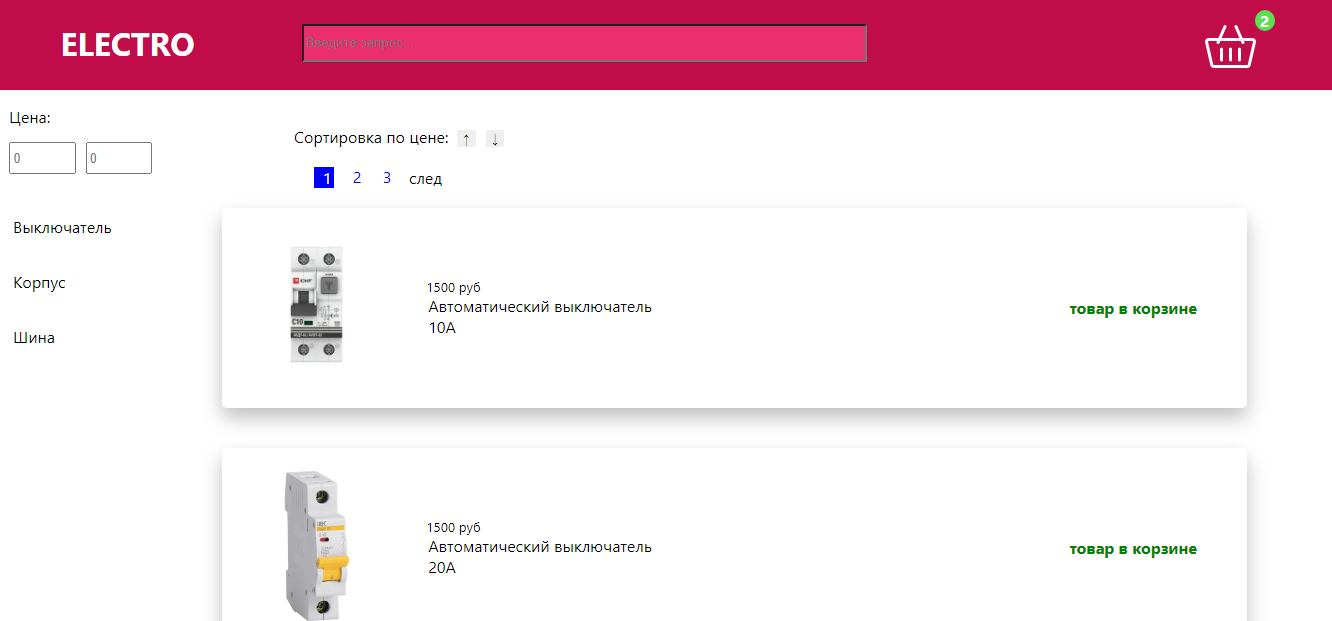 ELECTRO
Введите запрос...
2
Цена:
0 0
Сортировка по цене: ↑ ↓
1 2 3 след
Выключатель
Корпус
Шина
1500 руб
Автоматический выключатель
10А
товар в корзине
C10
1500 руб
Автоматический выключатель
20А
товар в корзине